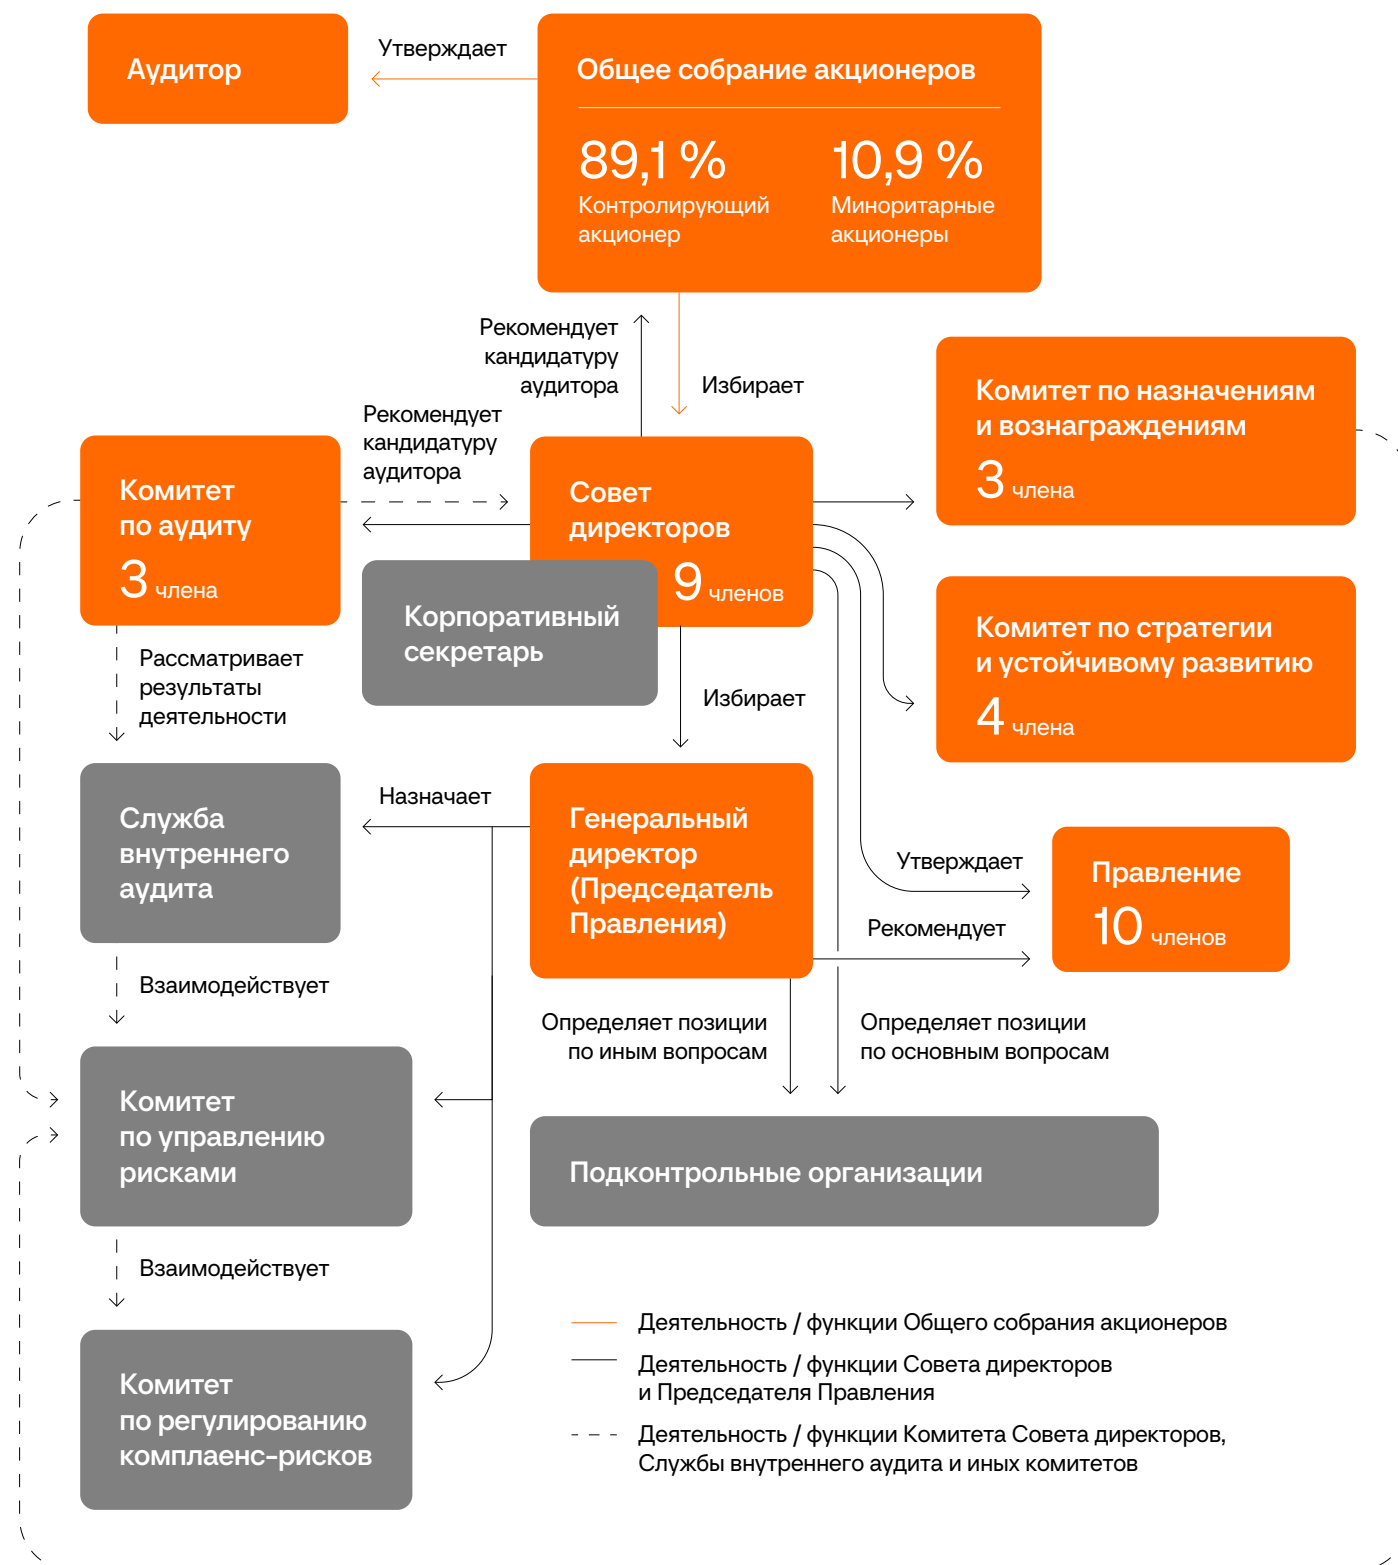 Аудитор
Утверждает
Общее собрание акционеров
89,1 %
Контролирующий
акционер
10,9 %
Миноритарные
акционеры
Рекомендует
кандидатуру
аудитора
Избирает
Рекомендует
кандидатуру
аудитора
Комитет по назначениям
и вознаграждениям
3 члена
Комитет
по аудиту
3 члена
Совет
директоров
9 членов
Корпоративный
секретарь
Комитет по стратегии
и устойчивому развитию
4 члена
Рассматривает
результаты
деятельности
Избирает
Служба
внутреннего
аудита
Назначает
Генеральный
директор
(Председатель
Правления)
Утверждает
Рекомендует
Правление
10 членов
Взаимодействует
Определяет позиции
по иным вопросам
Определяет позиции
по основным вопросам
Комитет
по управлению
рисками
Подконтрольные организации
Взаимодействует
Комитет
по регулированию
комплаенс-рисков
Деятельность / функции Общего собрания акционеров
Деятельность / функции Совета директоров
и Председателя Правления
Деятельность / функции Комитета Совета директоров,
Службы внутреннего аудита и иных комитетов